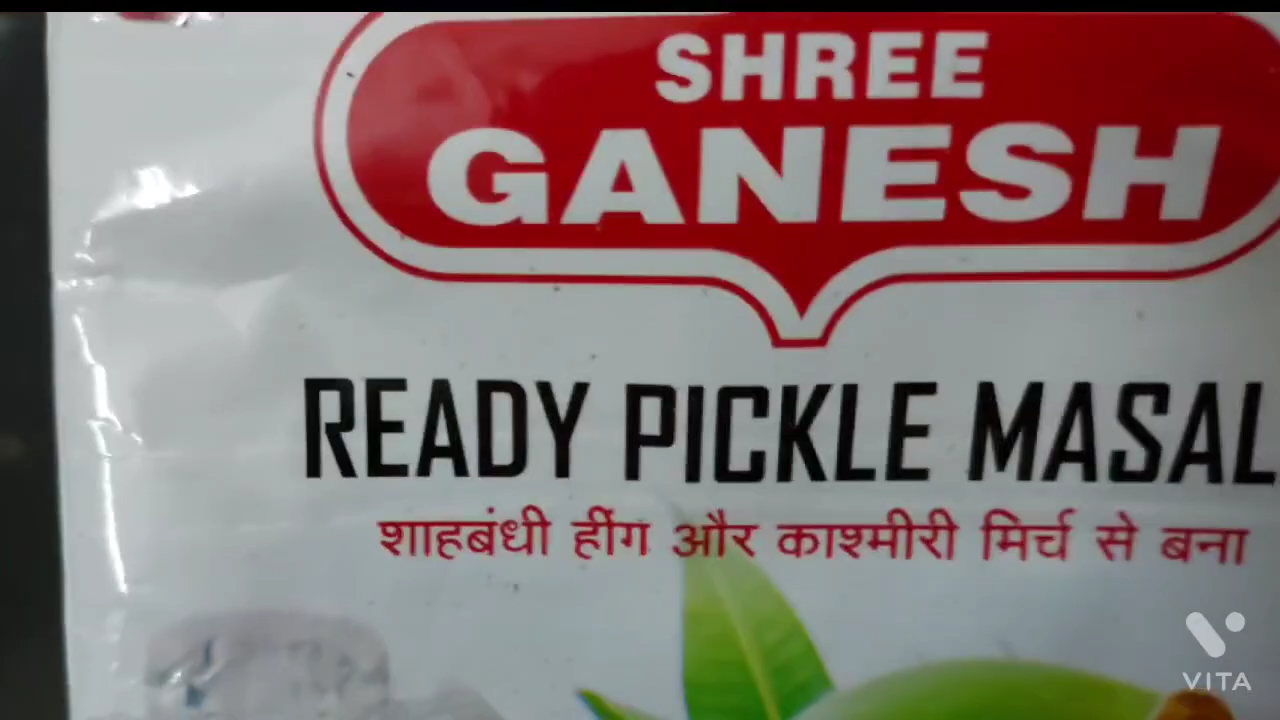 SHREE
GANESH
READY PICKLE MASAL
शाहबंधी हींग और काश्मीरी मिर्च से बना
VITA